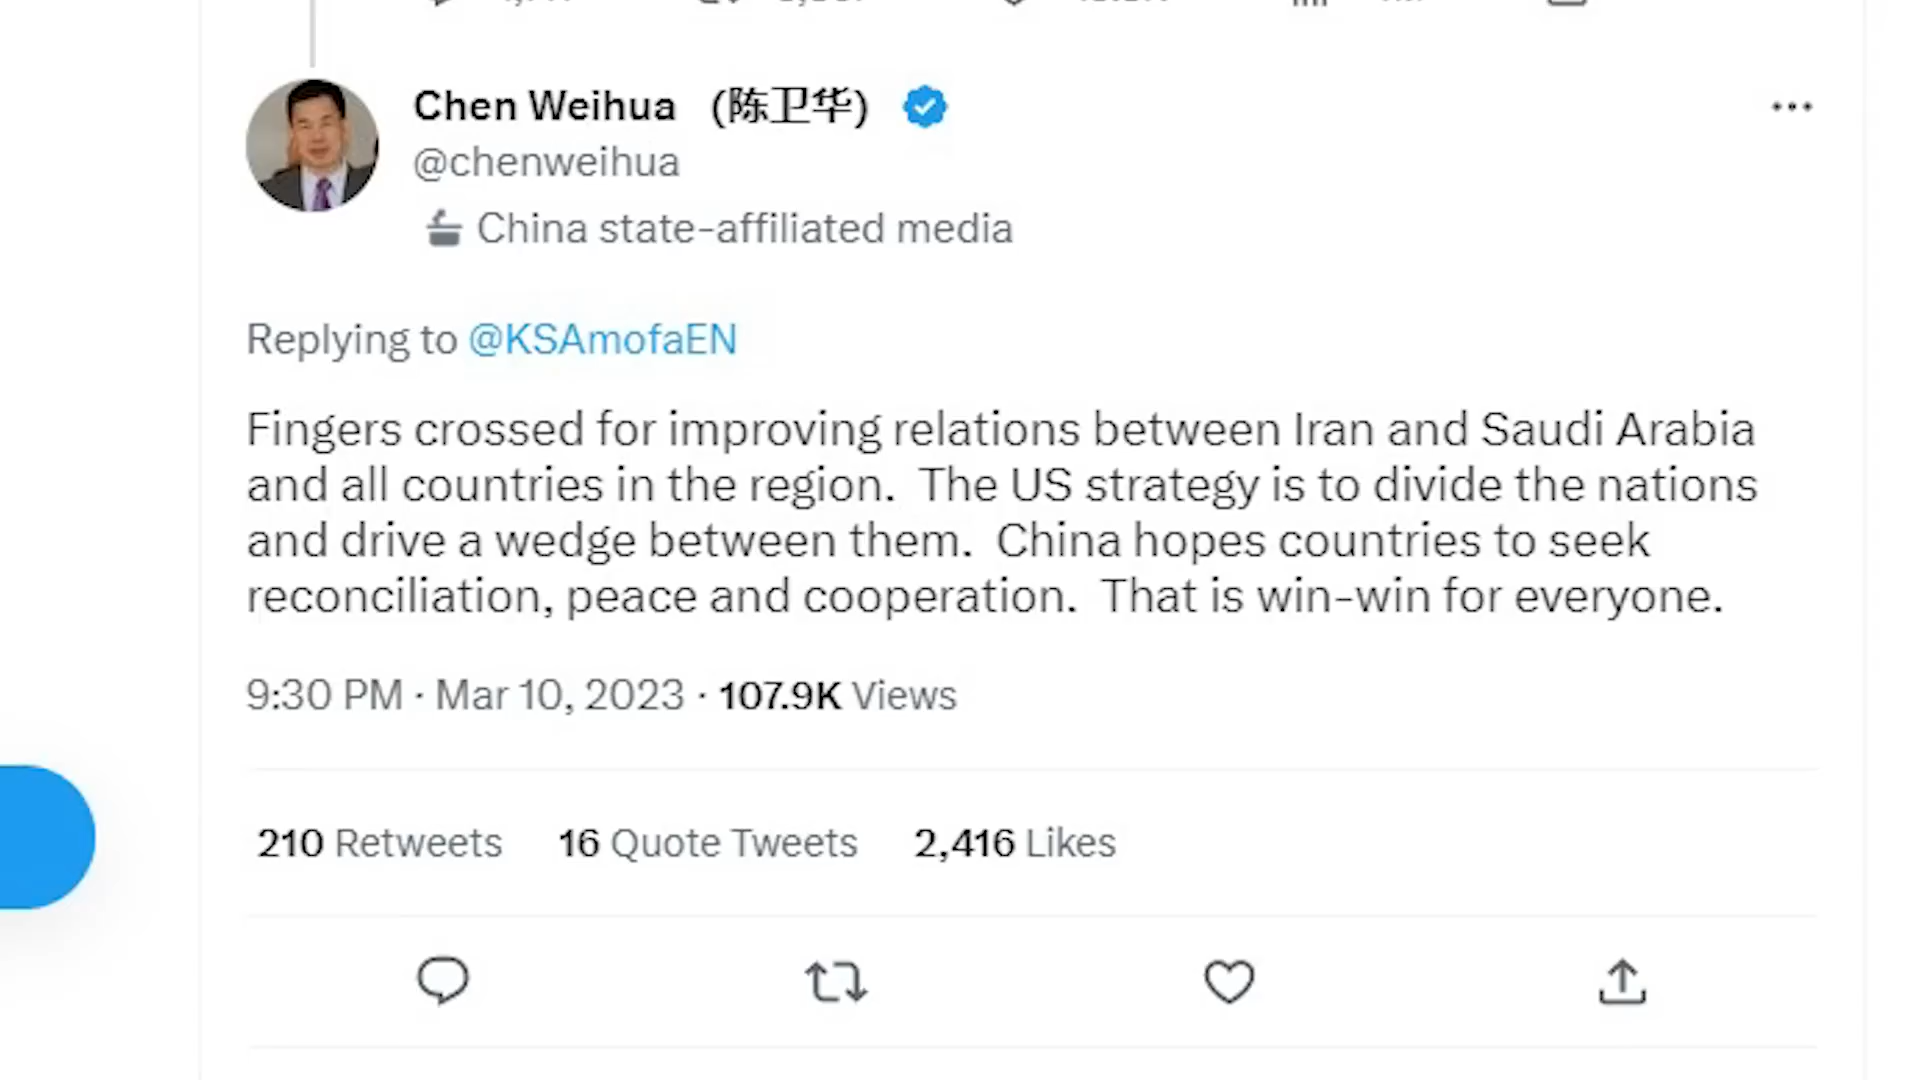 Chen Weihua (陈卫华)
@chenweihua
China state-affiliated media
Replying to @KSAmofaEN
Fingers crossed for improving relations between Iran and Saudi Arabia
and all countries in the region. The US strategy is to divide the nations
and drive a wedge between them. China hopes countries to seek
reconciliation, peace and cooperation. That is win-win for everyone.
9:30 PM · Mar 10, 2023 · 107.9K Views
210 Retweets 16 Quote Tweets 2,416 Likes